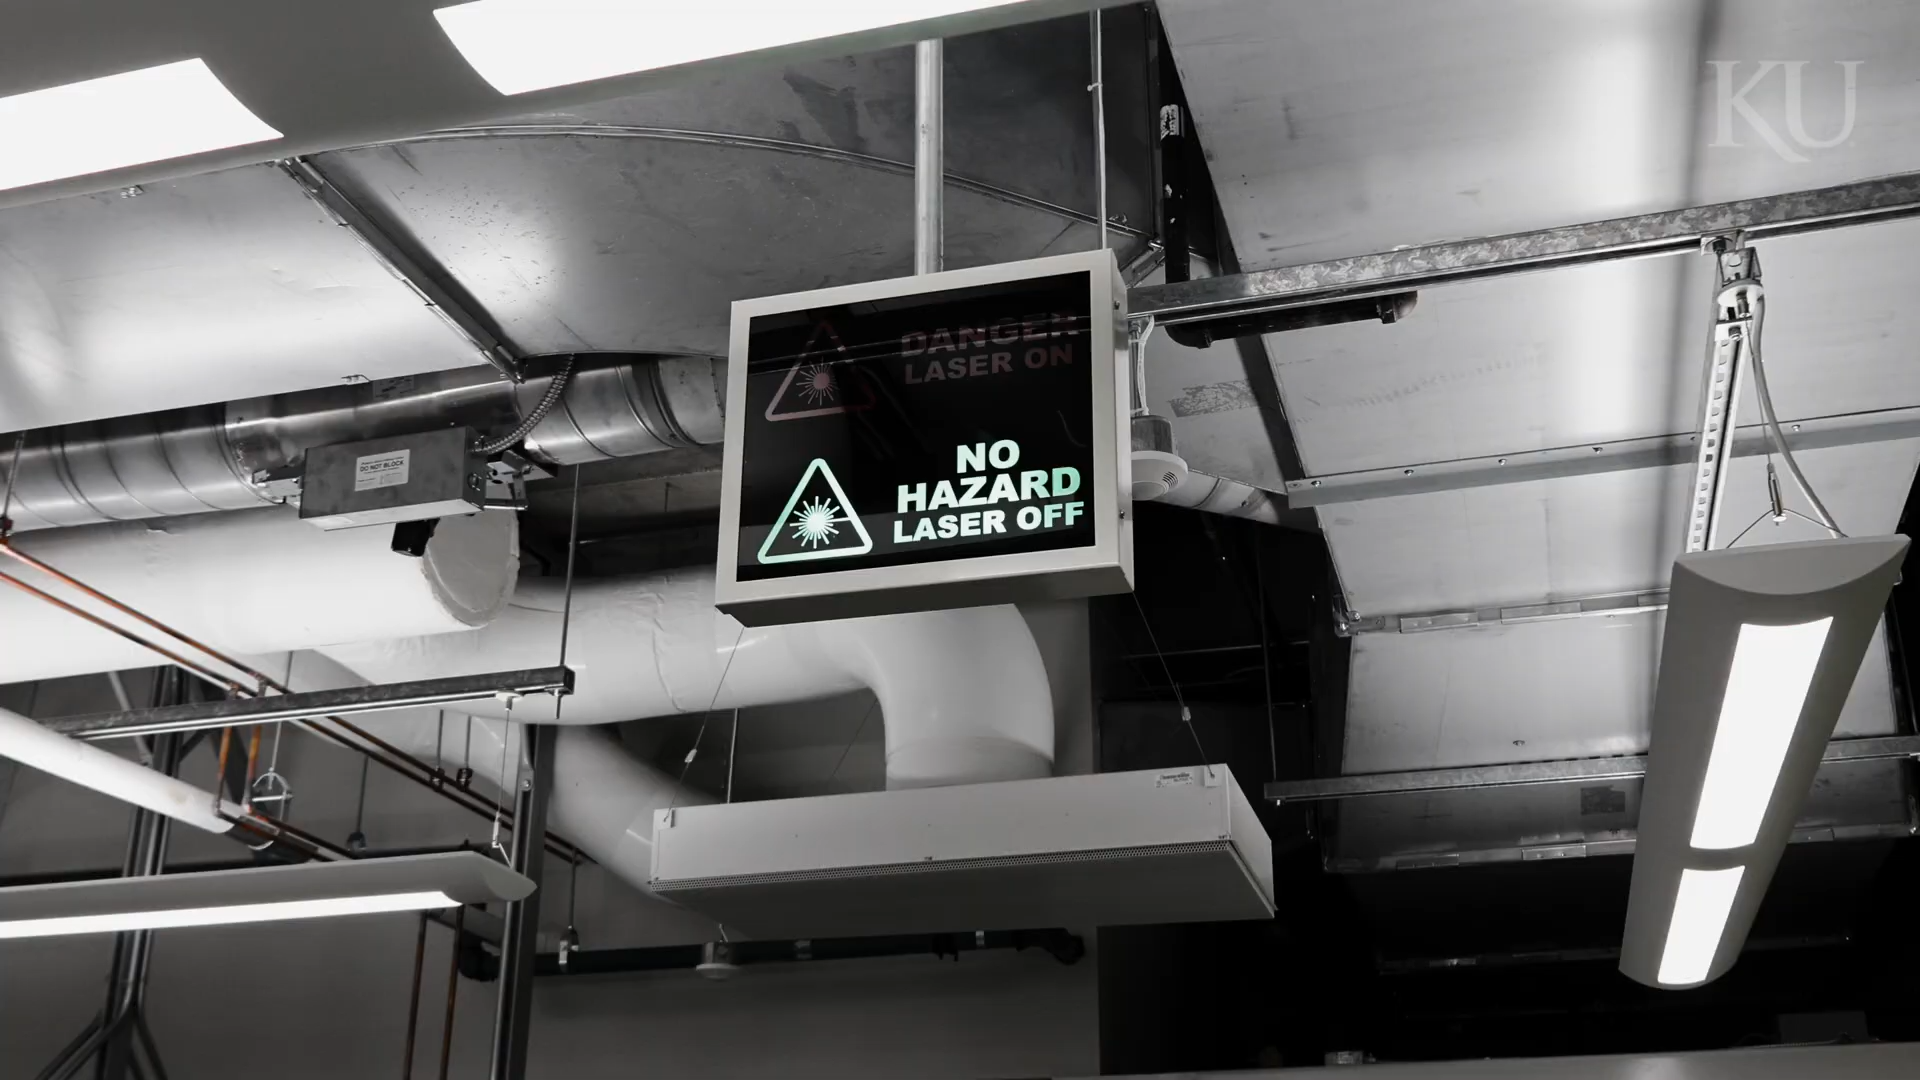 KU
DANGER
LASER ON
NO
HAZARD
LASER OFF
DO NOT BLOCK